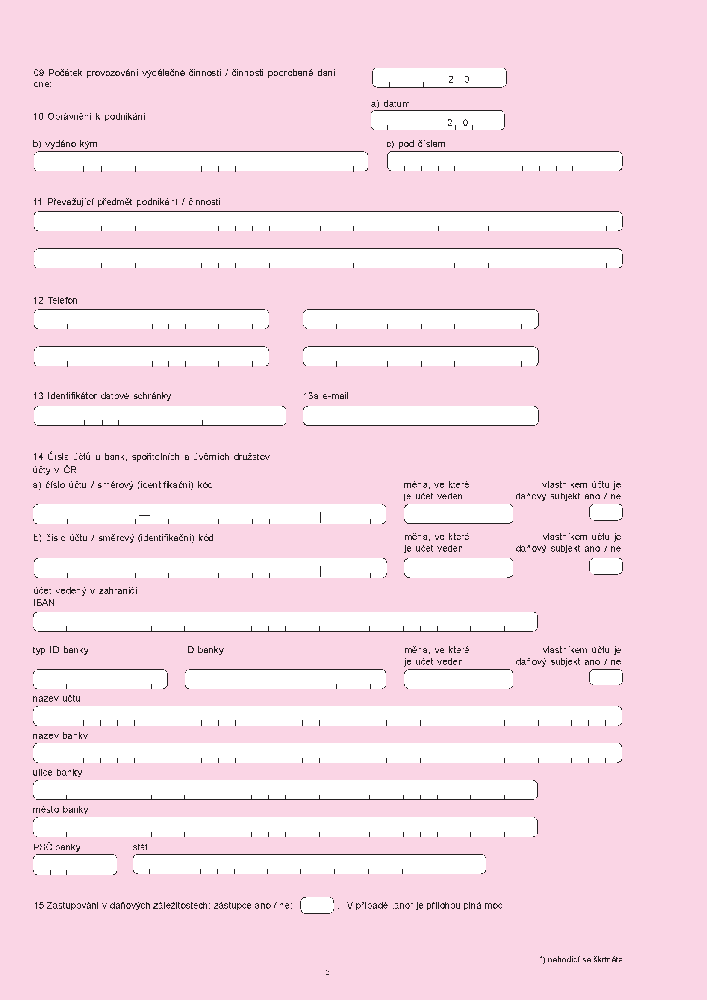 09 Počátek provozování výdělečné činnosti / činnosti podrobené dani
dne:
2 0
a) datum
10 Oprávnění k podnikání
2 0
b) vydáno kým
c) pod číslem
11 Převažující předmět podnikání / činnosti
12 Telefon
13 Identifikátor datové schránky
13a e-mail
14 Čísla účtů u bank, spořitelních a úvěrních družstev:
účty v ČR
a) číslo účtu / směrový (identifikační) kód
měna, ve které
je účet veden
vlastníkem účtu je
daňový subjekt ano / ne
—
b) číslo účtu / směrový (identifikační) kód
měna, ve které
je účet veden
vlastníkem účtu je
daňový subjekt ano / ne
—
účet vedený v zahraničí
IBAN
typ ID banky
ID banky
měna, ve které
je účet veden
vlastníkem účtu je
daňový subjekt ano / ne
název účtu
název banky
ulice banky
město banky
PSČ banky
stát
15 Zastupování v daňových záležitostech: zástupce ano / ne: . V případě „ano“ je přílohou plná moc.
*) nehodící se škrtněte
2